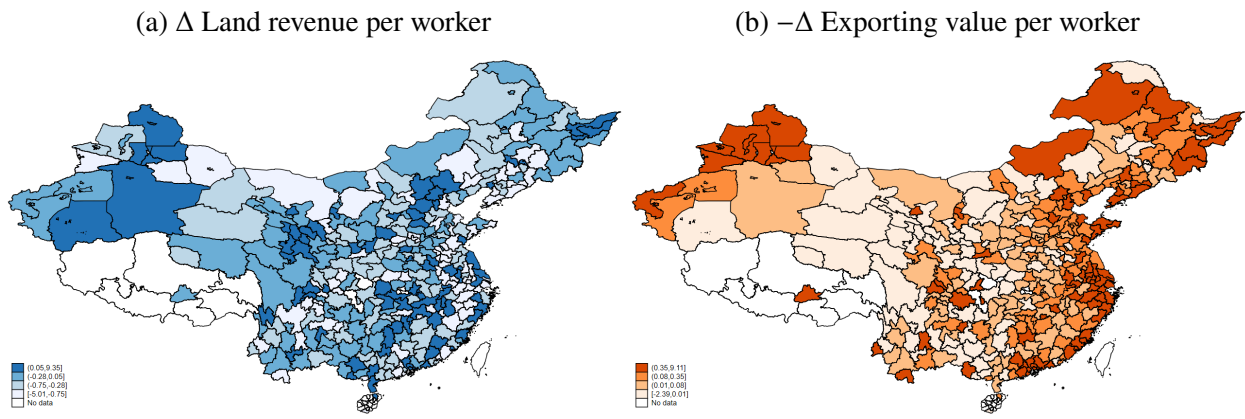 (a) Δ Land revenue per worker
(b) −Δ Exporting value per worker
(0.05,9.35]
(-0.28,0.05]
(-0.75,-0.28]
[-5.01,-0.75]
No data
(0.35,9.11]
(0.08,0.35]
(0.01,0.08]
[-2.39,0.01]
No data